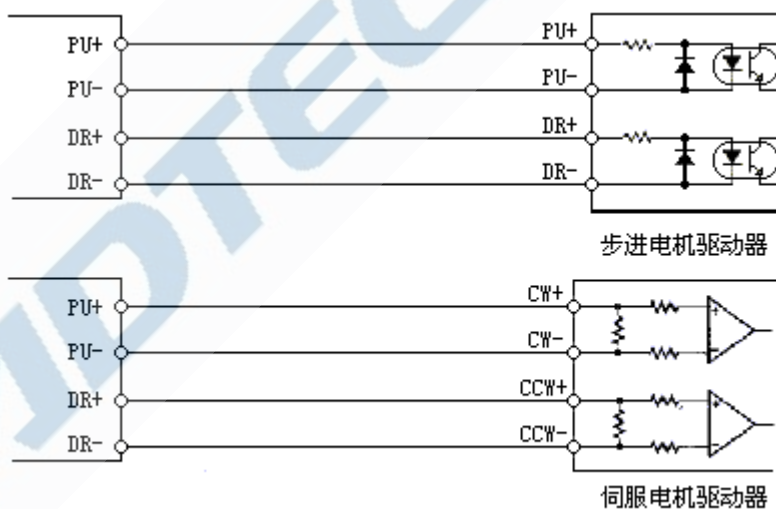 PU+ PU+
PU- PU-
DR+ DR+
DR- DR-
步进电机驱动器
PU+ CW+
PU- CW-
DR+ CCW+
DR- CCW-
伺服电机驱动器